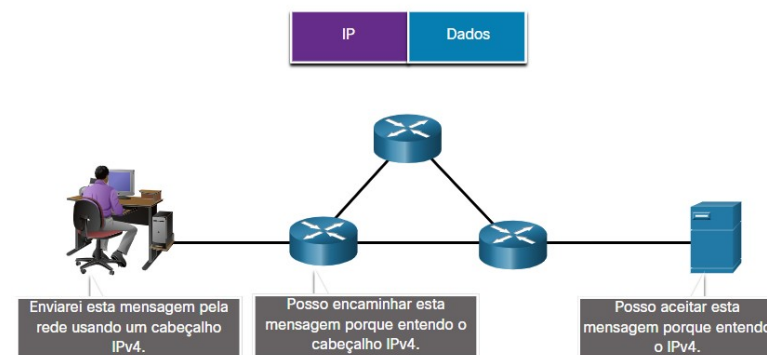 IP
Dados
Enviarei esta mensagem pela
rede usando um cabeçalho
IPv4.
Posso encaminhar esta
mensagem porque entendo o
cabeçalho IPv4.
Posso aceitar esta
mensagem porque entendo
o IPv4.